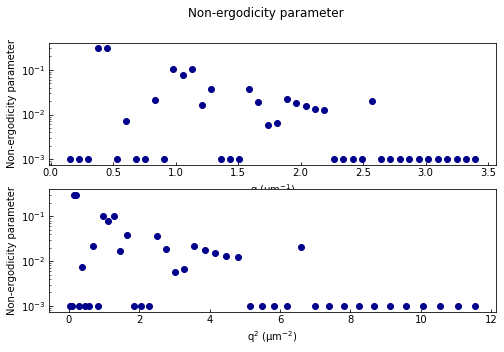 Non-ergodicity parameter
Non-ergodicity parameter
10⁻¹
10⁻²
10⁻³
0.0 0.5 1.0 1.5 2.0 2.5 3.0 3.5
q (μm⁻¹)
Non-ergodicity parameter
10⁻¹
10⁻²
10⁻³
0 2 4 6 8 10 12
q² (μm⁻²)